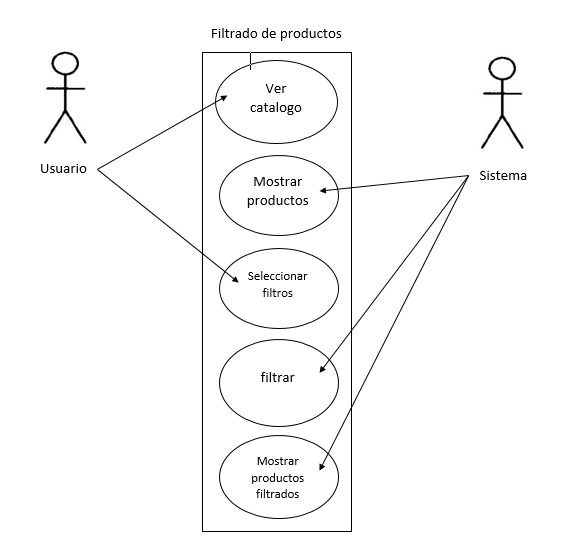 Filtrado de productos
Ver
catalogo
Usuario
Mostrar
productos
Sistema
Seleccionar
filtros
filtrar
Mostrar
productos
filtrados